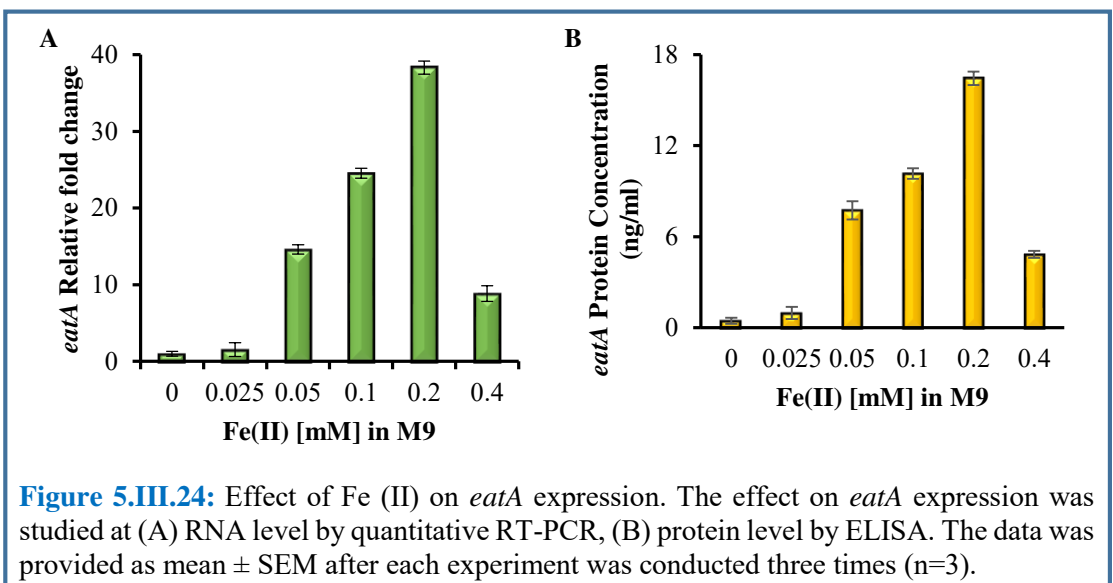 A
eatA Relative fold change
40
30
20
10
0
0 0.025 0.05 0.1 0.2 0.4
Fe(II) [mM] in M9
B
eatA Protein Concentration
(ng/ml)
18
12
6
0
0 0.025 0.05 0.1 0.2 0.4
Fe(II) [mM] in M9
Figure 5.III.24: Effect of Fe (II) on eatA expression. The effect on eatA expression was
studied at (A) RNA level by quantitative RT-PCR, (B) protein level by ELISA. The data was
provided as mean ± SEM after each experiment was conducted three times (n=3).